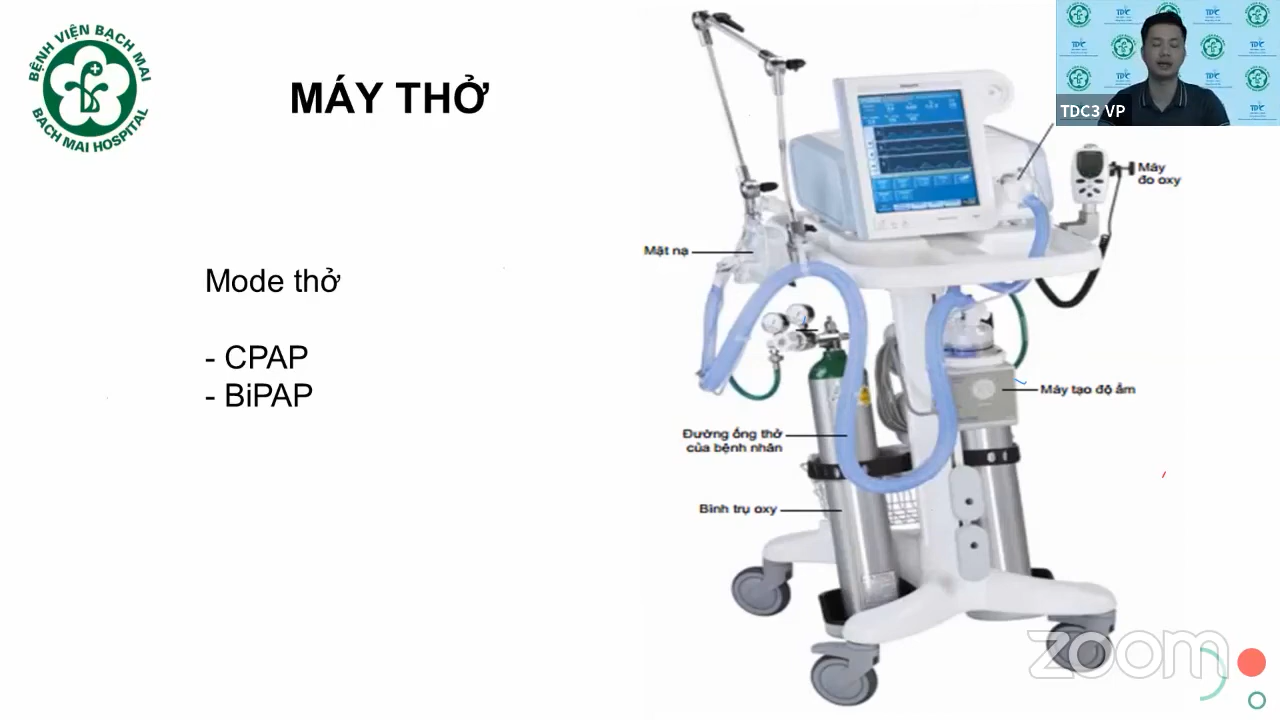 BỆNH VIỆN BẠCH MAI
BACH MAI HOSPITAL
MÁY THỞ
TDC3 VP
Mode thở
- CPAP
- BiPAP
Máy
đo oxy
Mặt nạ
Máy tạo độ ẩm
Đường ống thở
của bệnh nhân
Bình trụ oxy
zoom